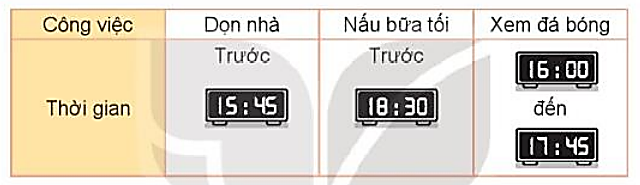 Công việc
Dọn nhà
Nấu bữa tối
Xem đá bóng
Thời gian
Trước
15:45
Trước
18:30
16:00
đến
17:45